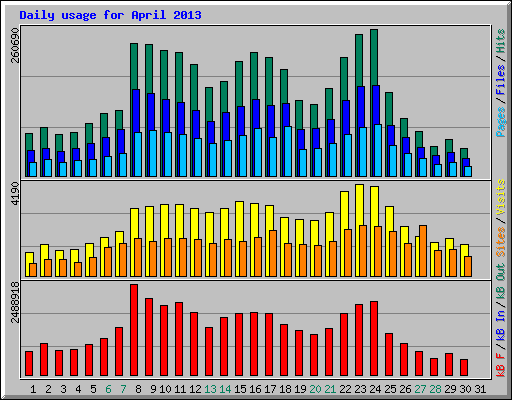 Daily usage for April 2013
260690
Pages / Files / Hits
4190
Sites / Visits
2488918
kB F / kB In / kB Out
1 2 3 4 5 6 7 8 9 10 11 12 13 14 15 16 17 18 19 20 21 22 23 24 25 26 27 28 29 30 31